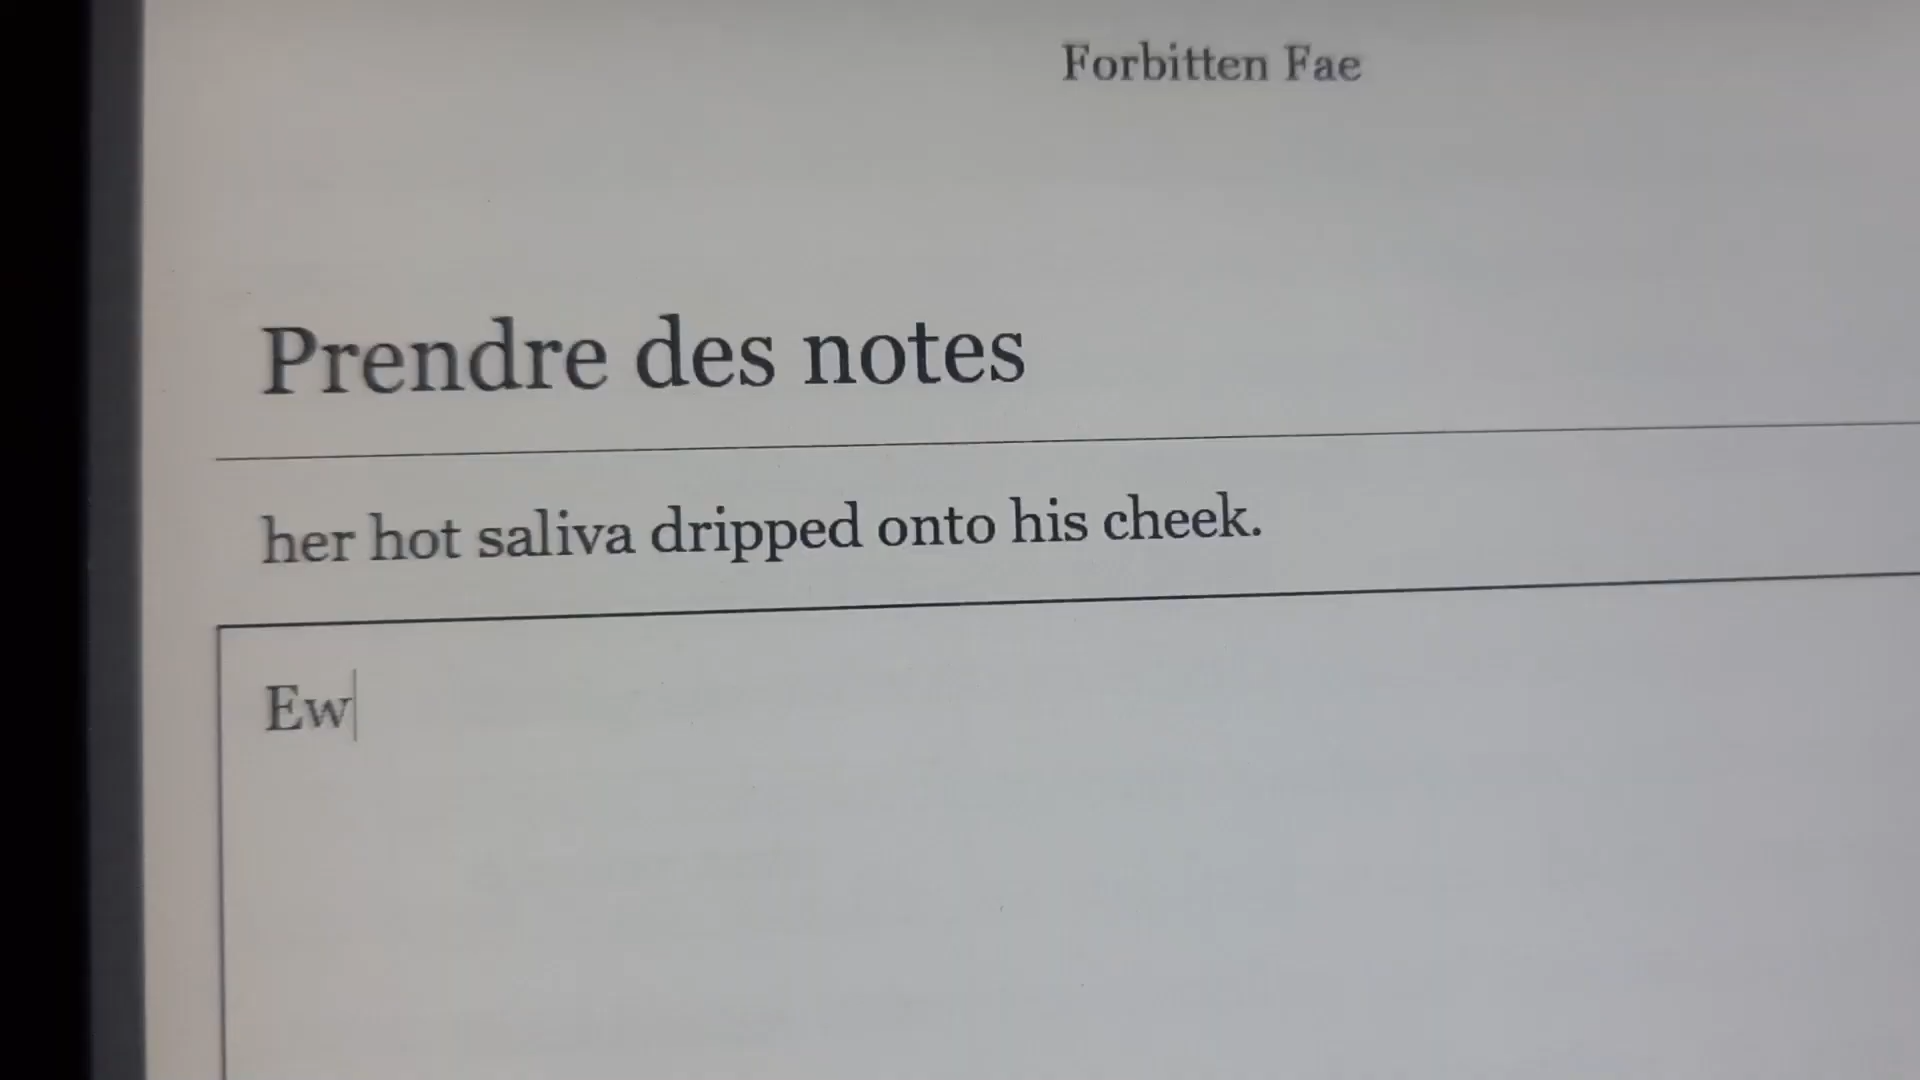 Forbitten Fae
Prendre des notes
her hot saliva dripped onto his cheek.
Ew